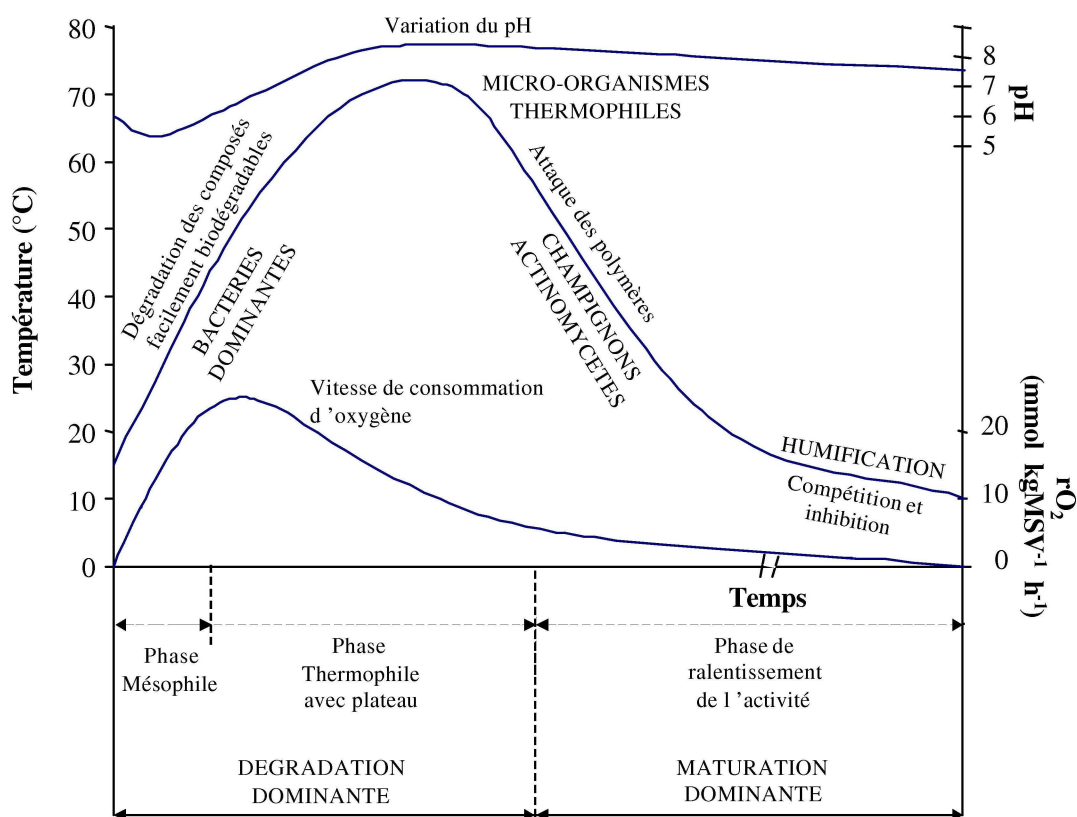 Variation du pH
80
70
60
50
40
30
20
10
0
Température (°C)
8
7
6
5
pH
MICRO-ORGANISMES
THERMOPHILES
Dégradation des composés
facilement biodégradables
BACTERIES
DOMINANTES
Attaque des polymères
CHAMPIGNONS
ACTINOMYCETES
Vitesse de consommation
d ’oxygène
HUMIFICATION
Compétition et
inhibition
20
10
0
rO2
(mmol kgMSV-1 h-1)
Temps
Phase
Mésophile
Phase
Thermophile
avec plateau
Phase de
ralentissement
de l ’activité
DEGRADATION
DOMINANTE
MATURATION
DOMINANTE